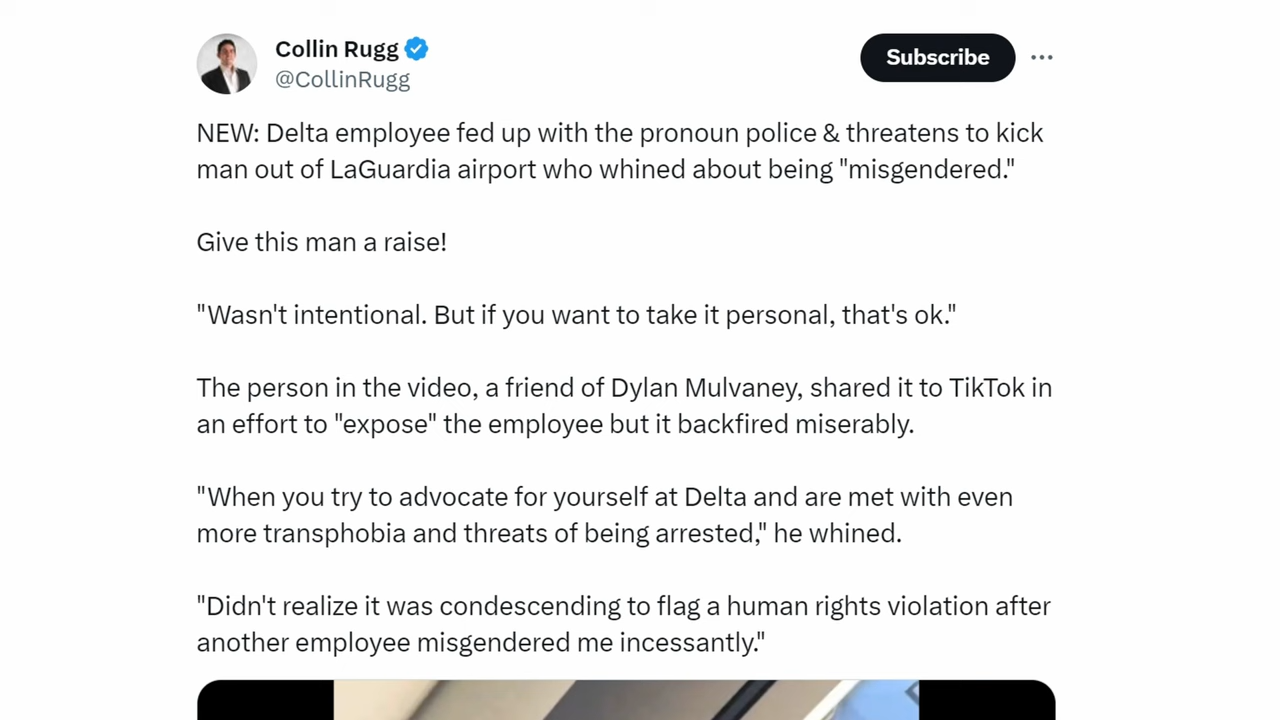 Collin Rugg
@CollinRugg
Subscribe
NEW: Delta employee fed up with the pronoun police & threatens to kick
man out of LaGuardia airport who whined about being "misgendered."
Give this man a raise!
"Wasn't intentional. But if you want to take it personal, that's ok."
The person in the video, a friend of Dylan Mulvaney, shared it to TikTok in
an effort to "expose" the employee but it backfired miserably.
"When you try to advocate for yourself at Delta and are met with even
more transphobia and threats of being arrested," he whined.
"Didn't realize it was condescending to flag a human rights violation after
another employee misgendered me incessantly."